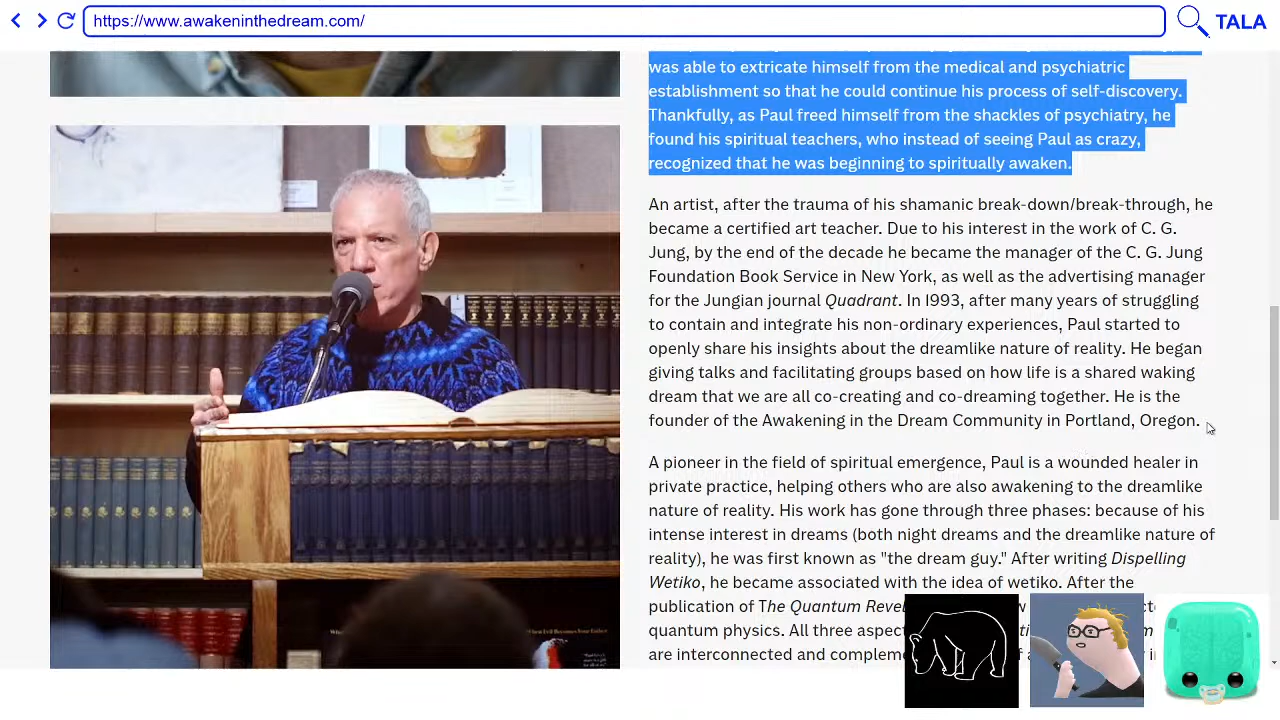 https://www.awakeninthedream.com/
TALA
was able to extricate himself from the medical and psychiatric
establishment so that he could continue his process of self-discovery.
Thankfully, as Paul freed himself from the shackles of psychiatry, he
found his spiritual teachers, who instead of seeing Paul as crazy,
recognized that he was beginning to spiritually awaken.
An artist, after the trauma of his shamanic break-down/break-through, he
became a certified art teacher. Due to his interest in the work of C. G.
Jung, by the end of the decade he became the manager of the C. G. Jung
Foundation Book Service in New York, as well as the advertising manager
for the Jungian journal Quadrant. In 1993, after many years of struggling
to contain and integrate his non-ordinary experiences, Paul started to
openly share his insights about the dreamlike nature of reality. He began
giving talks and facilitating groups based on how life is a shared waking
dream that we are all co-creating and co-dreaming together. He is the
founder of the Awakening in the Dream Community in Portland, Oregon.
A pioneer in the field of spiritual emergence, Paul is a wounded healer in
private practice, helping others who are also awakening to the dreamlike
nature of reality. His work has gone through three phases: because of his
intense interest in dreams (both night dreams and the dreamlike nature of
reality), he was first known as "the dream guy." After writing Dispelling
Wetiko, he became associated with the idea of wetiko. After the
publication of The Quantum
quantum physics. All three
are interconnected and